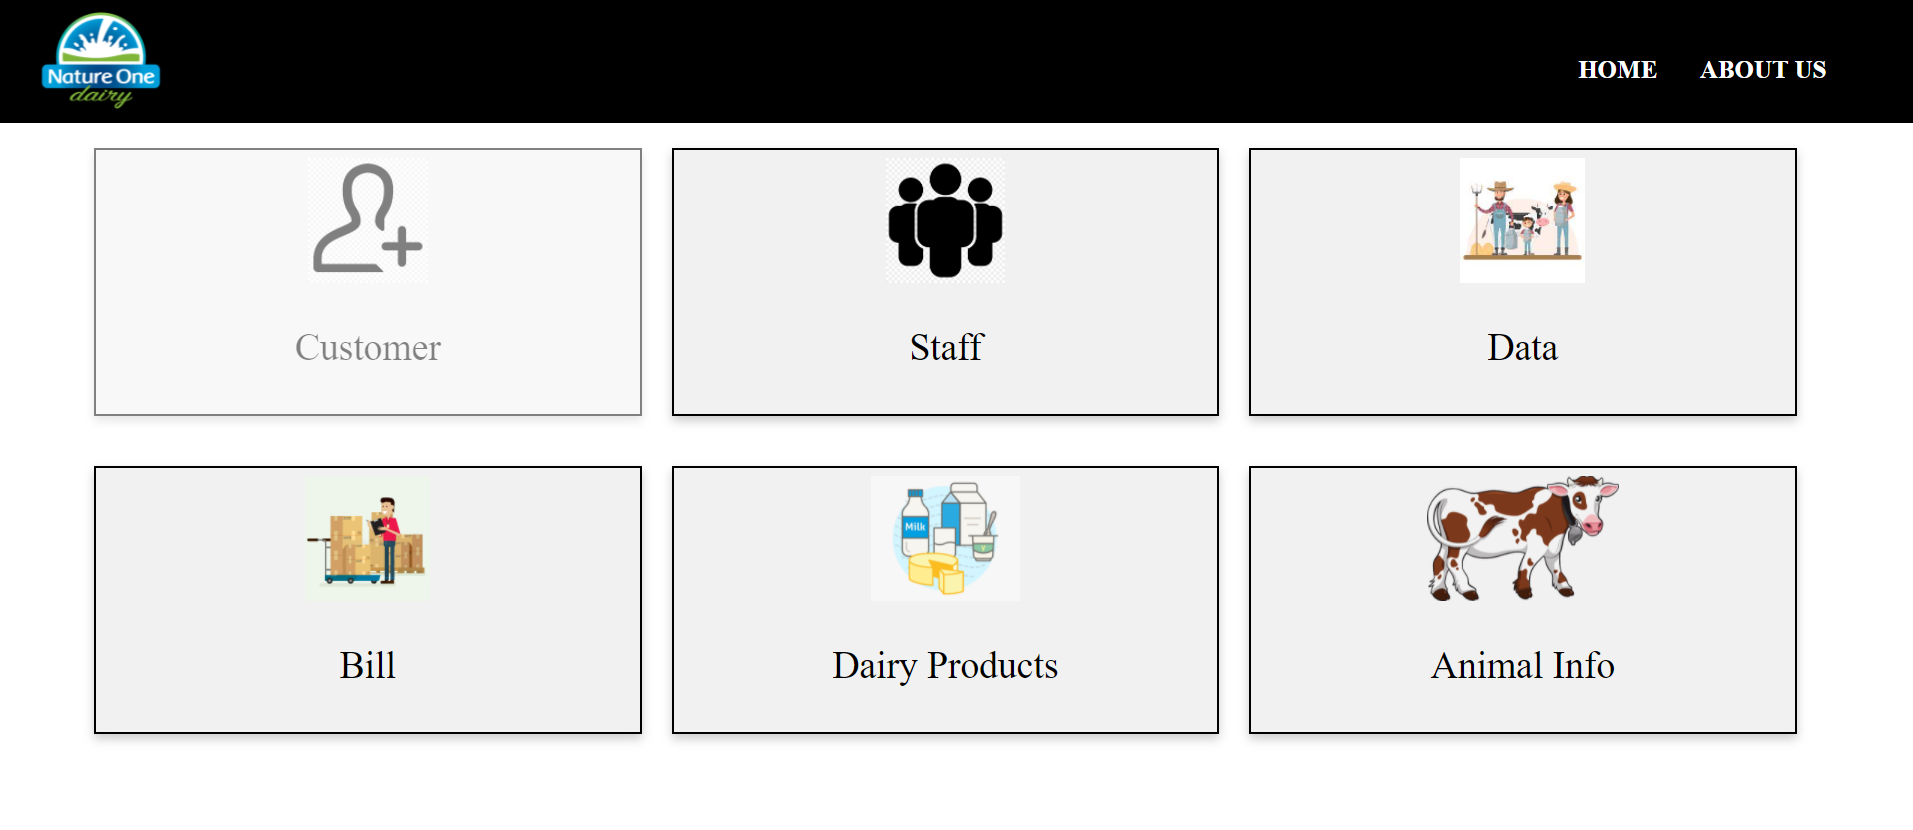 Nature One
dairy
HOME
ABOUT US
Customer
Staff
Data
Milk
Bill
Dairy Products
Animal Info